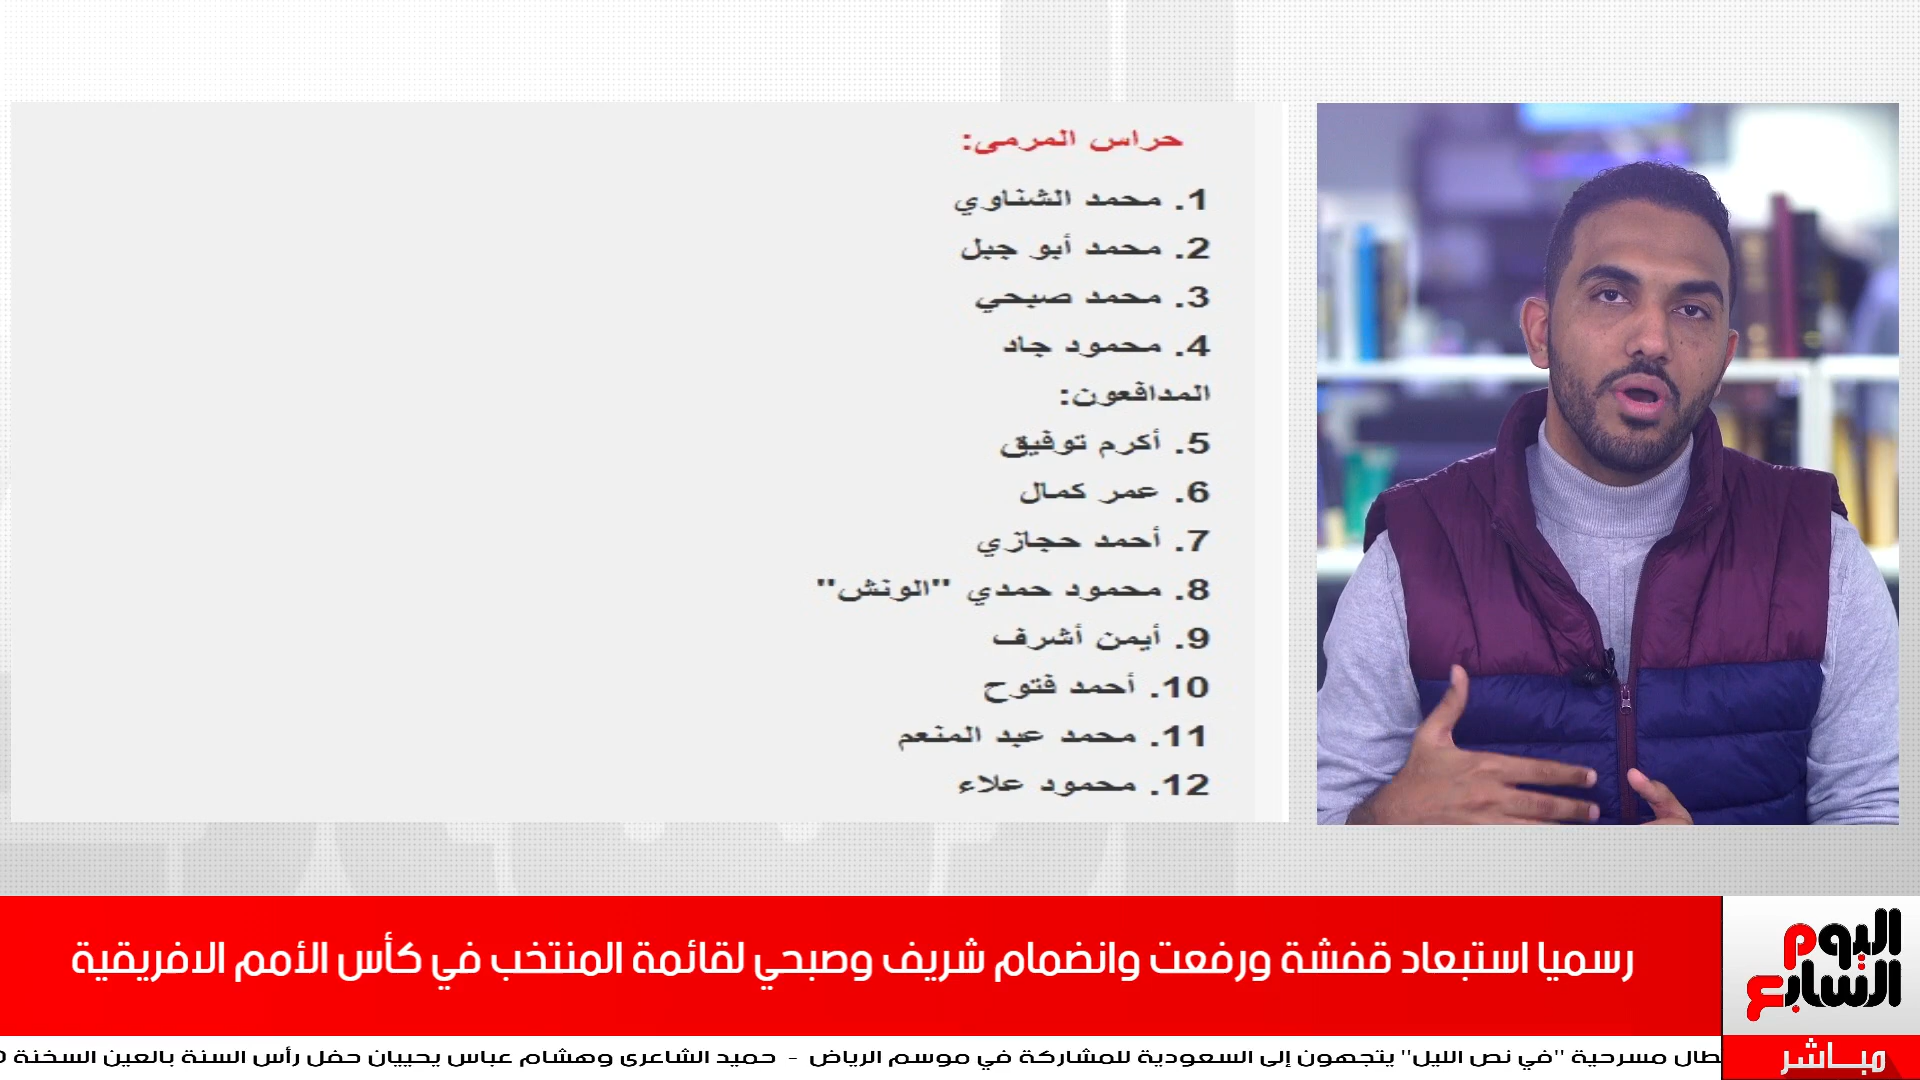 حراس المرمى:
1. محمد الشناوي
2. محمد أبو جبل
3. محمد صبحي
4. محمود جاد
المدافعون:
5. أكرم توفيق
6. عمر كمال
7. أحمد حجازي
8. محمود حمدي "الونش"
9. أيمن أشرف
10. أحمد فتوح
11. محمد عبد المنعم
12. محمود علاء
رسميا استبعاد قفشة ورفعت وانضمام شريف وصبحي لقائمة المنتخب في كأس الأمم الافريقية
اليوم
السابع
مباشر
مسرحية "في نص الليل" يتجهون إلى السعودية للمشاركة في موسم الرياض - حميد الشاعرى وهشام عباس يحييان حفل رأس السنة بالعين السخنة